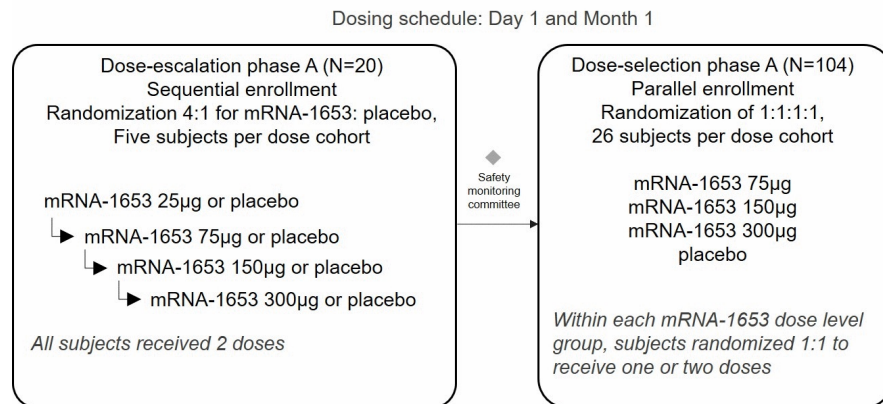 Dosing schedule: Day 1 and Month 1
Dose-escalation phase A (N=20)
Sequential enrollment
Randomization 4:1 for mRNA-1653: placebo,
Five subjects per dose cohort
mRNA-1653 25µg or placebo
mRNA-1653 75µg or placebo
mRNA-1653 150µg or placebo
mRNA-1653 300µg or placebo
All subjects received 2 doses
Safety
monitoring
committee
Dose-selection phase A (N=104)
Parallel enrollment
Randomization of 1:1:1:1,
26 subjects per dose cohort
mRNA-1653 75µg
mRNA-1653 150µg
mRNA-1653 300µg
placebo
Within each mRNA-1653 dose level
group, subjects randomized 1:1 to
receive one or two doses